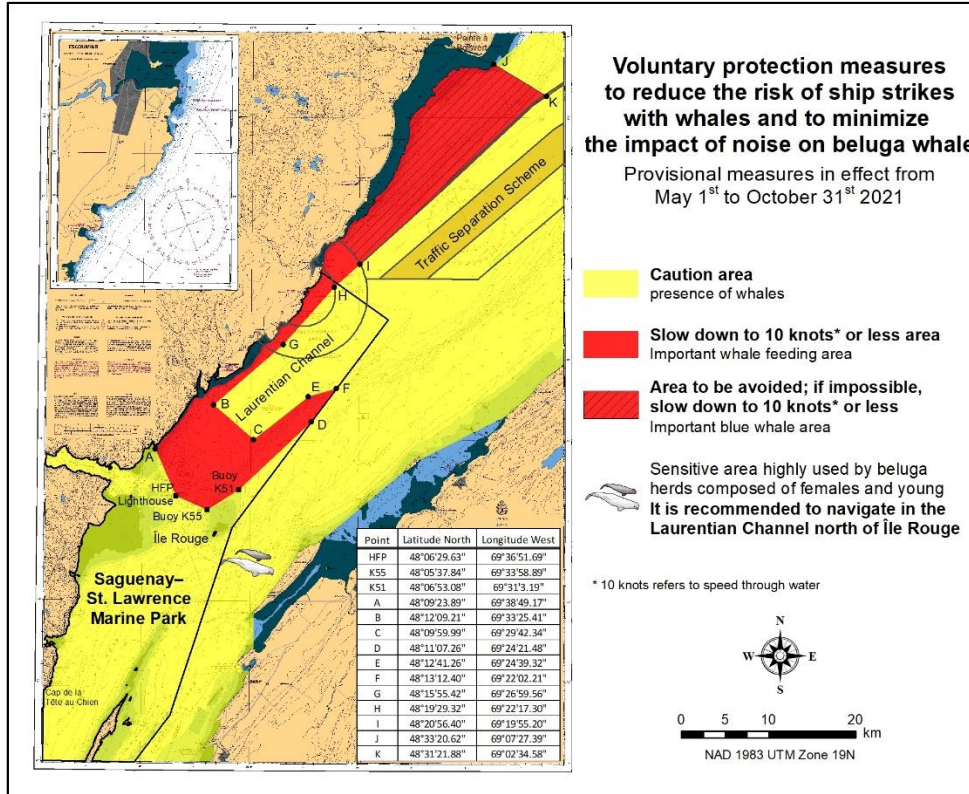 Voluntary protection measures
to reduce the risk of ship strikes
with whales and to minimize
the impact of noise on beluga whale
Provisional measures in effect from
May 1st to October 31st 2021
Caution area
presence of whales
Slow down to 10 knots* or less area
Important whale feeding area
Area to be avoided; if impossible,
slow down to 10 knots* or less
Important blue whale area
Sensitive area highly used by beluga
herds composed of females and young
It is recommended to navigate in the
Laurentian Channel north of Île Rouge
* 10 knots refers to speed through water
N
W E
S
0 5 10 20
km
NAD 1983 UTM Zone 19N
ESCOUMINS
Pointe à
Boisvert
J
K
Traffic Separation Scheme
I
H
G
Laurentian Channel
E
F
B
D
C
A
Buoy
K51
HFP
Lighthouse
Buoy K55
Île Rouge
Saguenay–
St. Lawrence
Marine Park
Cap de la
Tête au Chien
Point Latitude North Longitude West
HFP 48°06'29.63" 69°36'51.69"
K55 48°05'37.84" 69°33'58.89"
K51 48°06'53.08" 69°31'3.19"
A 48°09'23.89" 69°38'49.17"
B 48°12'09.21" 69°33'25.41"
C 48°09'59.99" 69°29'42.34"
D 48°11'07.26" 69°24'21.48"
E 48°12'41.26" 69°24'39.32"
F 48°13'12.40" 69°22'02.21"
G 48°15'55.42" 69°26'59.56"
H 48°19'29.32" 69°22'17.30"
I 48°20'56.40" 69°19'55.20"
J 48°33'20.62" 69°07'27.39"
K 48°31'21.88" 69°02'34.58"